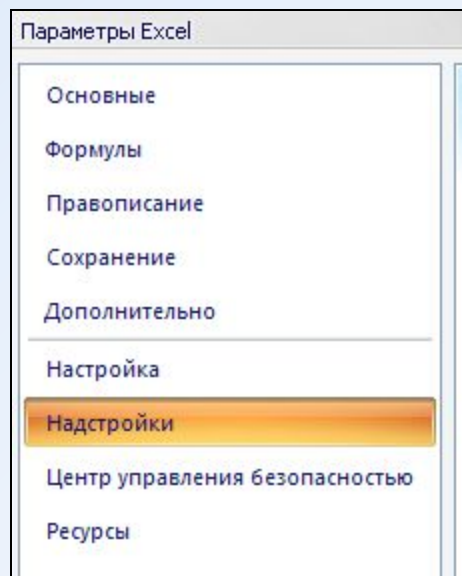 Параметры Excel
Основные
Формулы
Правописание
Сохранение
Дополнительно
Настройка
Надстройки
Центр управления безопасностью
Ресурсы